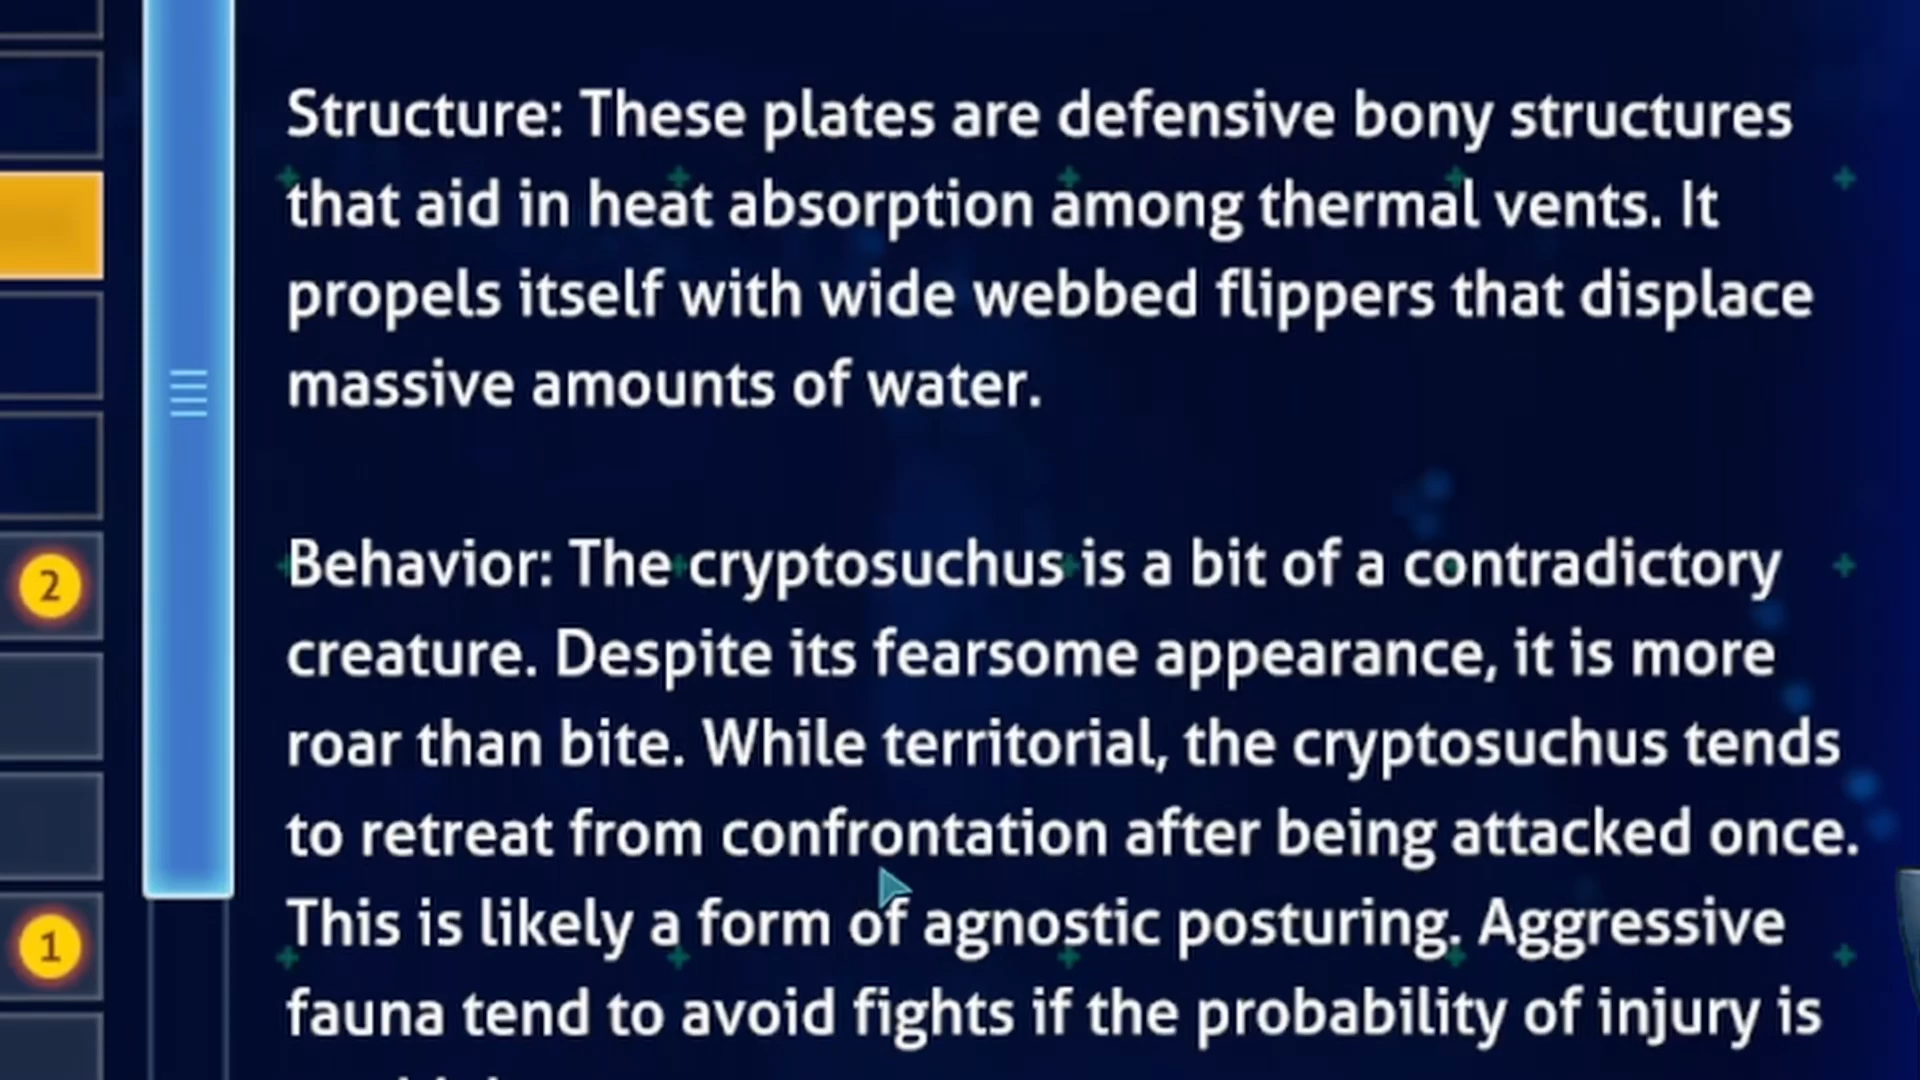 Structure: These plates are defensive bony structures
that aid in heat absorption among thermal vents. It
propels itself with wide webbed flippers that displace
massive amounts of water.
Behavior: The cryptosuchus is a bit of a contradictory
2
creature. Despite its fearsome appearance, it is more
roar than bite. While territorial, the cryptosuchus tends
to retreat from confrontation after being attacked once.
This is likely a form of agnostic posturing. Aggressive
1
fauna tend to avoid fights if the probability of injury is